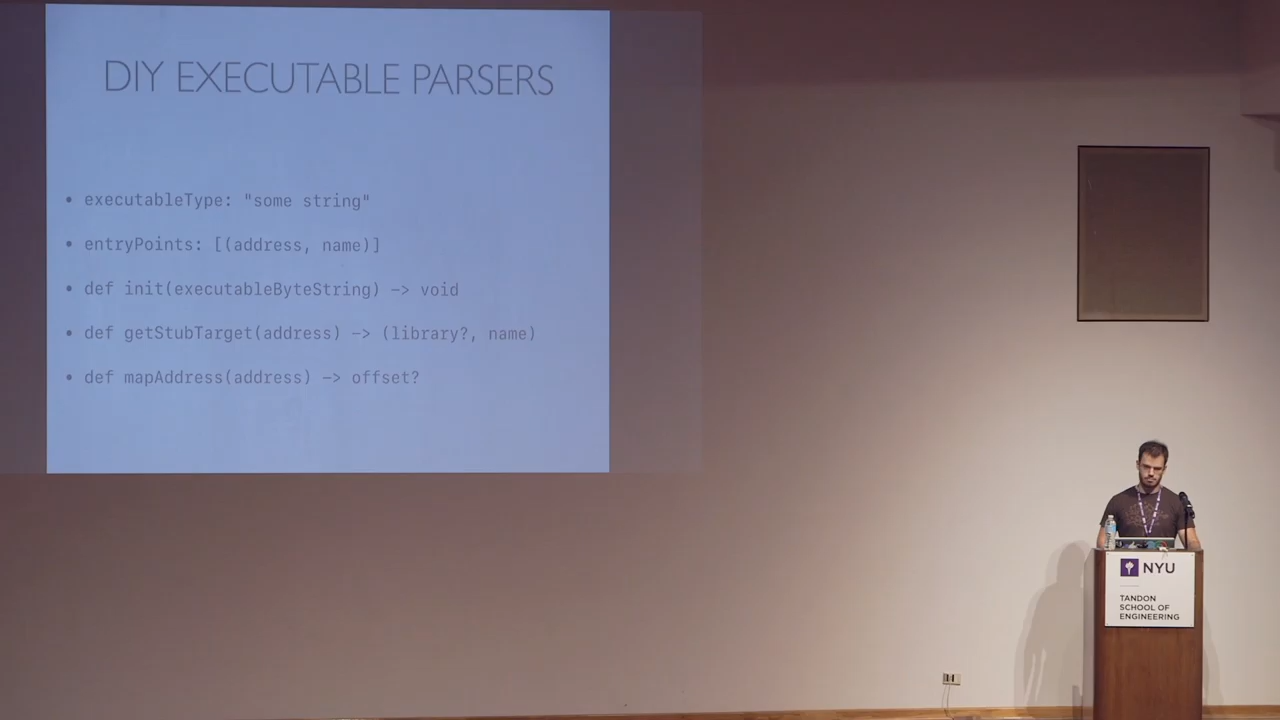 DIY EXECUTABLE PARSERS
• executableType: "some string"
• entryPoints: [(address, name)]
• def init(executableByteString) —> void
• def getStubTarget(address) —> (library?, name)
• def mapAddress(address) —> offset?
NYU
TANDON
SCHOOL OF
ENGINEERING